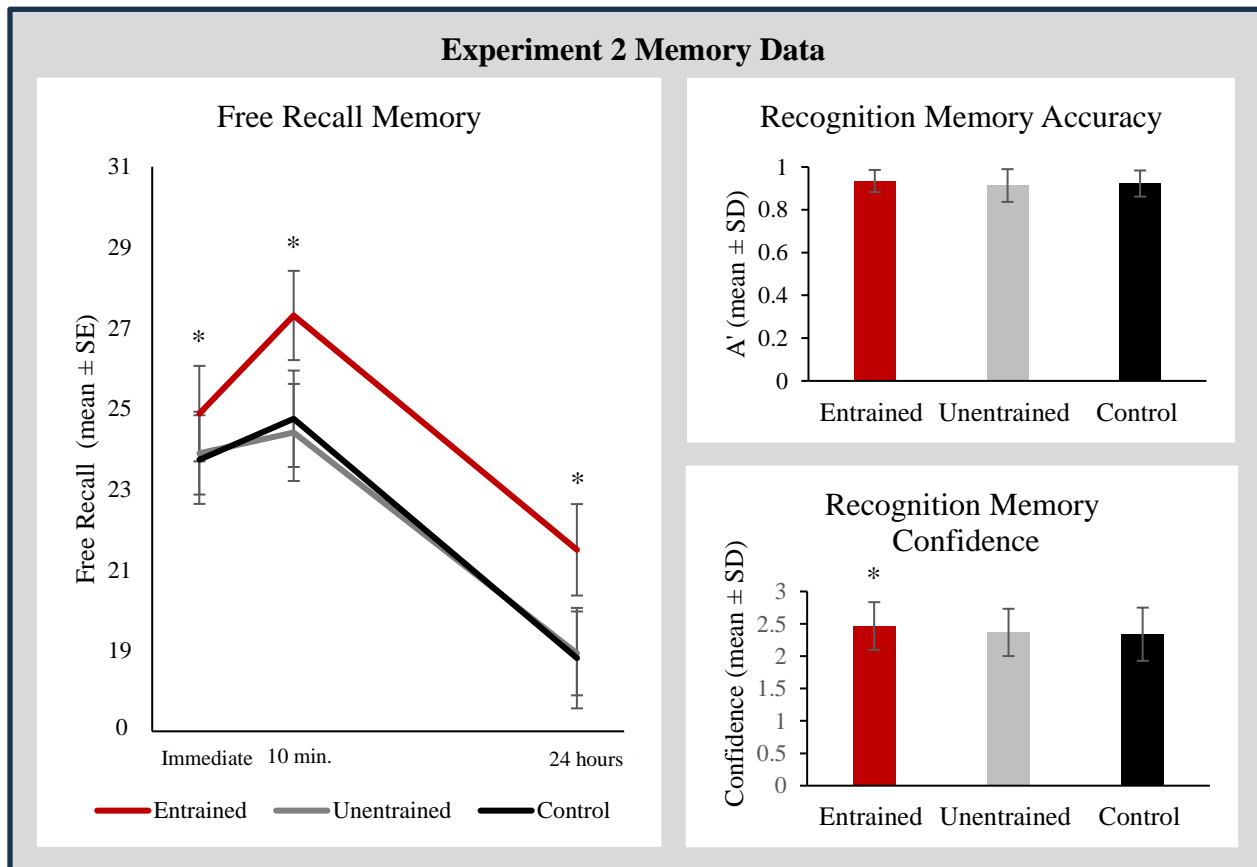 Experiment 2 Memory Data
Free Recall Memory
Free Recall (mean ± SE)
31
29
27
25
23
21
19
0
*
*
*
Immediate
10 min.
24 hours
Entrained
Unentrained
Control
Recognition Memory Accuracy
A' (mean ± SD)
1
0.8
0.6
0.4
0.2
0
Entrained
Unentrained
Control
Recognition Memory
Confidence
Confidence (mean ± SD)
*
3
2.5
2
1.5
1
0.5
0
Entrained
Unentrained
Control